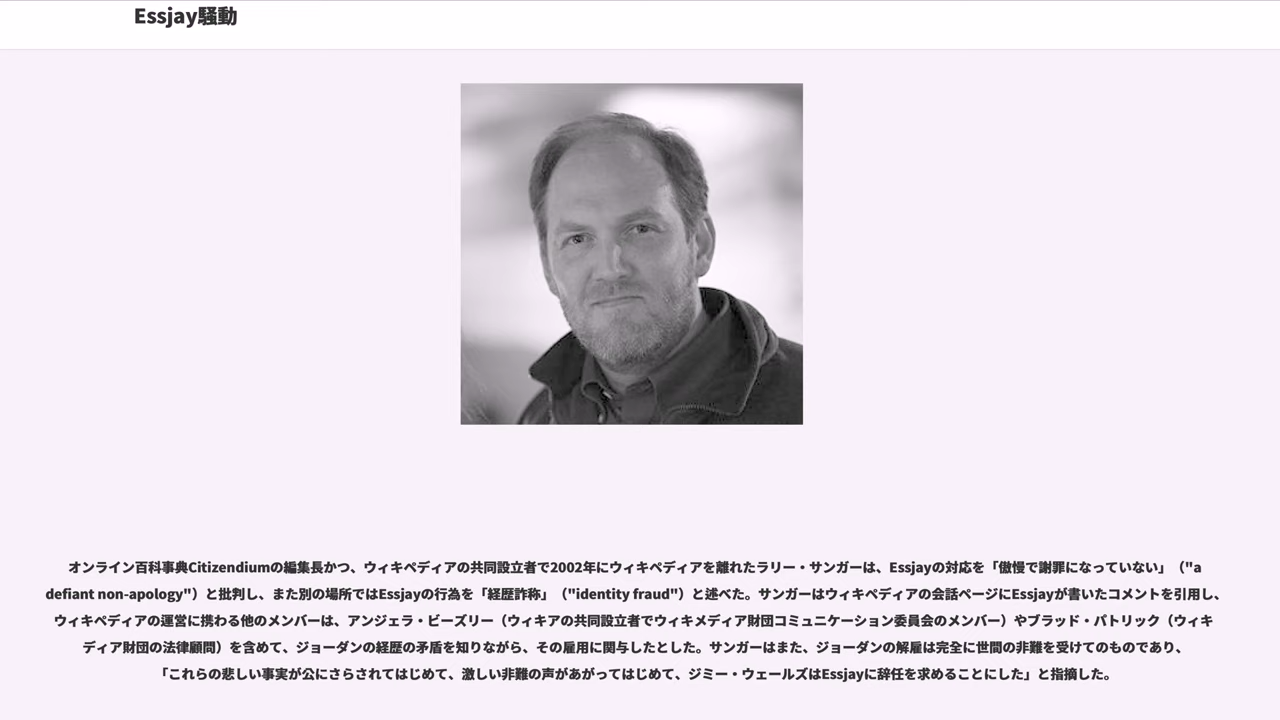 Essjay騒動
オンライン百科事典Citizendiumの編集長かつ、ウィキペディアの共同設立者で2002年にウィキペディアを離れたラリー・サンガーは、Essjayの対応を「傲慢で謝罪になっていない」("a
defiant non-apology"）と批判し、また別の場所ではEssjayの行為を「経歴詐称」（"identity fraud"）と述べた。サンガーはウィキペディアの会話ページにEssjayが書いたコメントを引用し、
ウィキペディアの運営に携わる他のメンバーは、アンジェラ・ビーズリー（ウィキアの共同設立者でウィキメディア財団コミュニケーション委員会のメンバー）やブラッド・パトリック（ウィキ
ディア財団の法律顧問）を含めて、ジョーダンの経歴の矛盾を知りながら、その雇用に関与したとした。サンガーはまた、ジョーダンの解雇は完全に世間の非難を受けてのものであり、
「これらの悲しい事実が公にさらされてはじめて、激しい非難の声があがってはじめて、ジミー・ウェールズはEssjayに辞任を求めることにした」と指摘した。